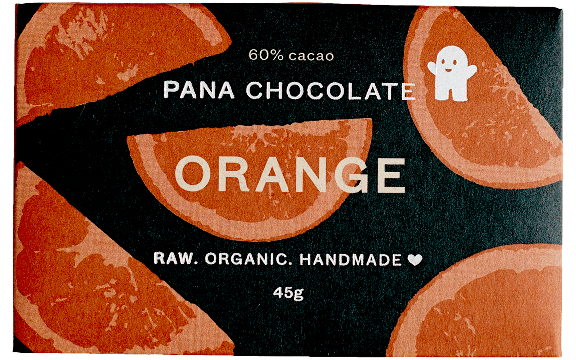 60% cacao
PANA CHOCOLATE
ORANGE
RAW. ORGANIC. HANDMADE ♥
45g